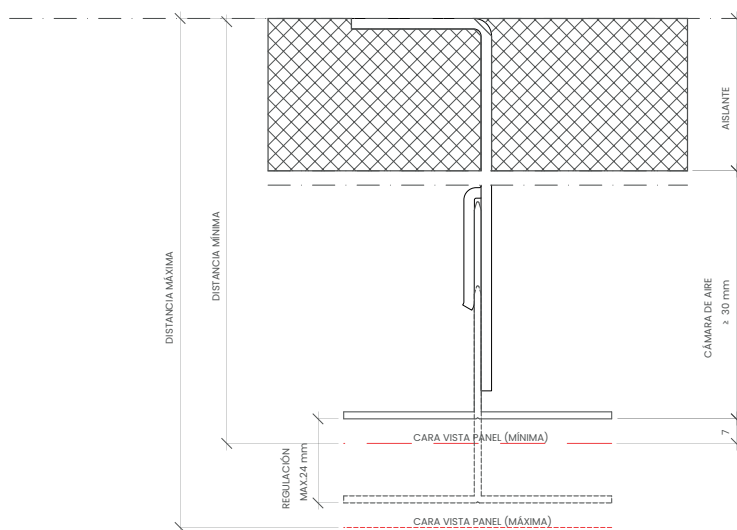 DISTANCIA MÁXIMA
DISTANCIA MÍNIMA
AISLANTE
CÁMARA DE AIRE
≥ 30 mm
7
REGULACIÓN
MAX.24 mm
CARA VISTA PANEL (MÍNIMA)
CARA VISTA PANEL (MÁXIMA)